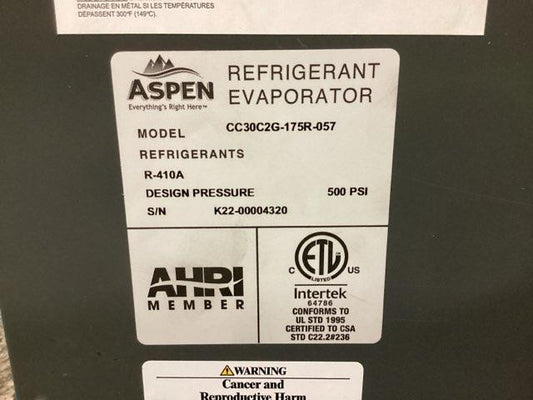 DRAINAGE EN MÉTAL SI LES TEMPÉRATURES
DÉPASSENT 300°F (149°C).
ASPEN
Everything's Right Here™
REFRIGERANT
EVAPORATOR
MODEL CC30C2G-175R-057
REFRIGERANTS
R-410A
DESIGN PRESSURE 500 PSI
S/N K22-00004320
AHRI
MEMBER
C ETL US
LISTED
Intertek
64786
CONFORMS TO
UL STD 1995
CERTIFIED TO CSA
STD C22.2#236
WARNING
Cancer and
Reproductive Harm